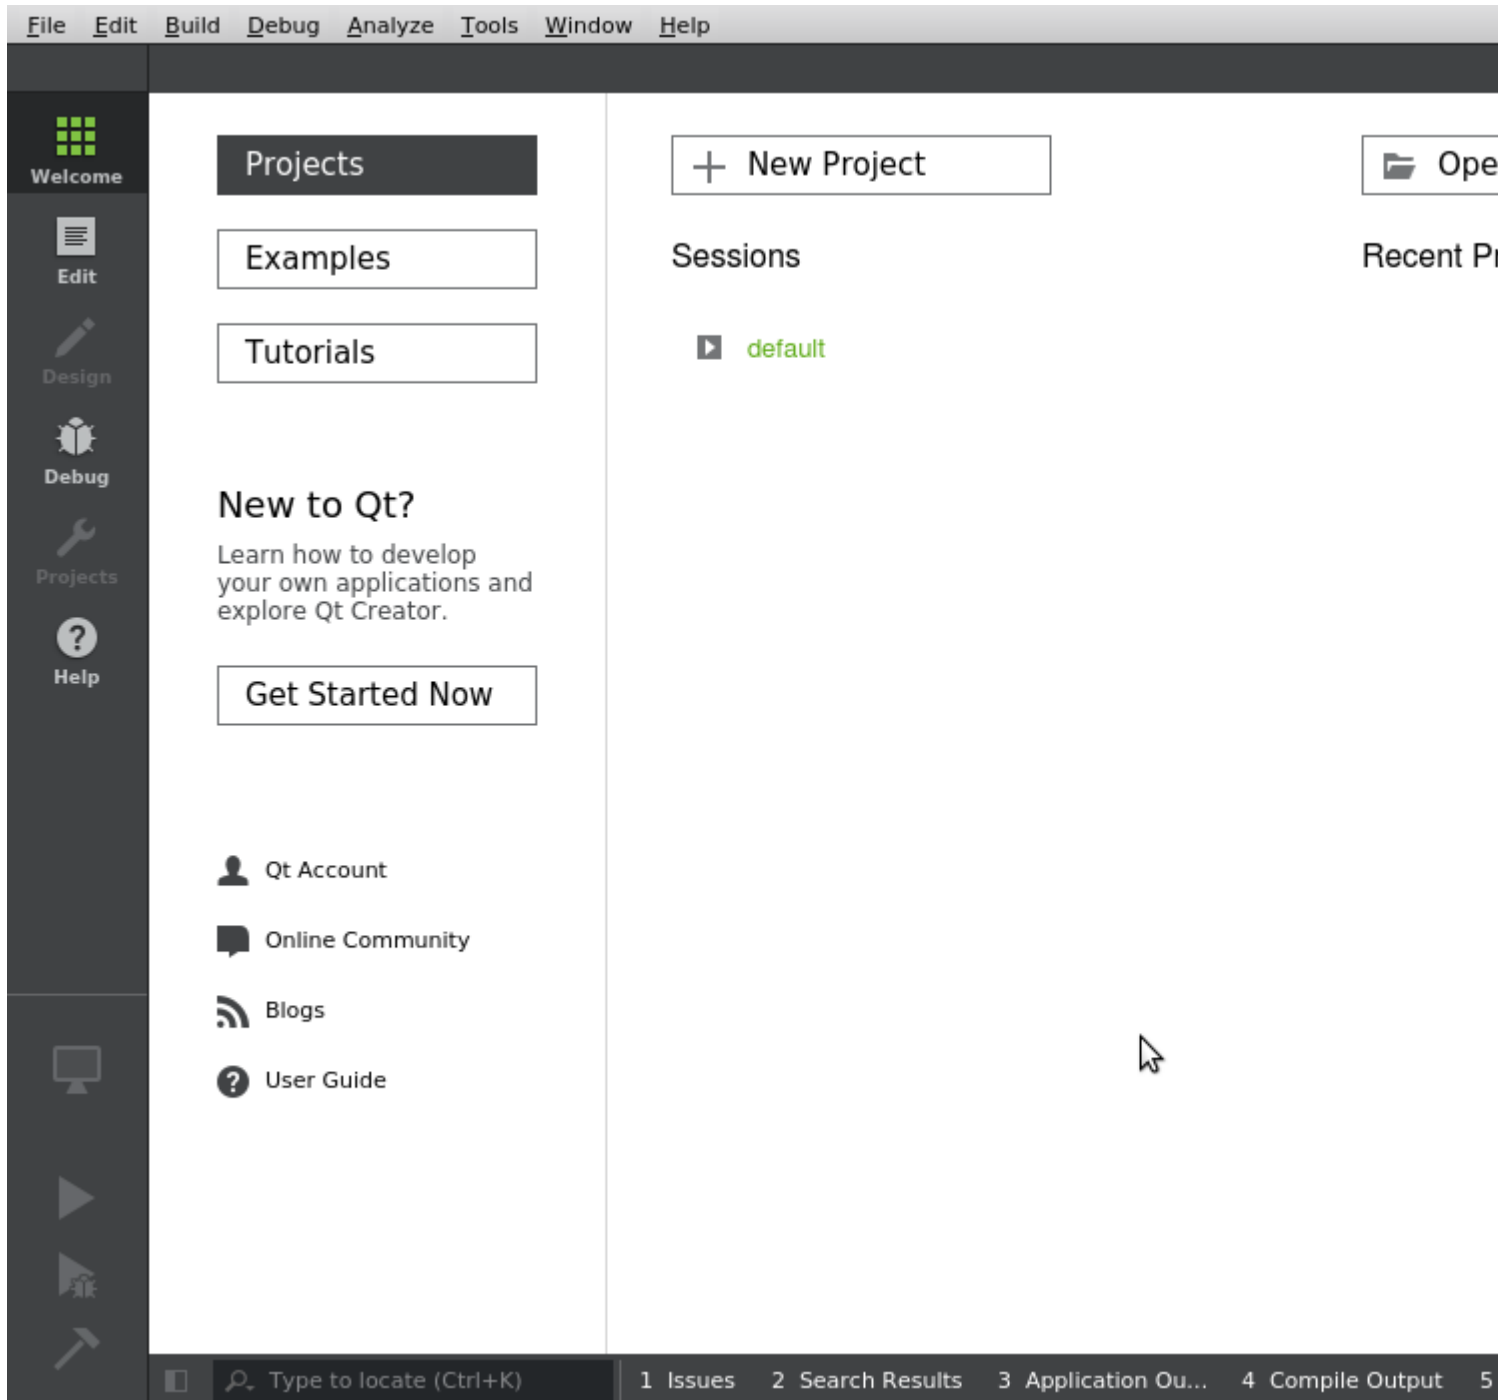 File Edit Build Debug Analyze Tools Window Help
Welcome
Edit
Design
Debug
Projects
Help
Projects
Examples
Tutorials
New to Qt?
Learn how to develop
your own applications and
explore Qt Creator.
Get Started Now
Qt Account
Online Community
Blogs
User Guide
New Project
Sessions
default
Ope
Recent Pr
Type to locate (Ctrl+K)
1 Issues 2 Search Results 3 Application Ou... 4 Compile Output 5